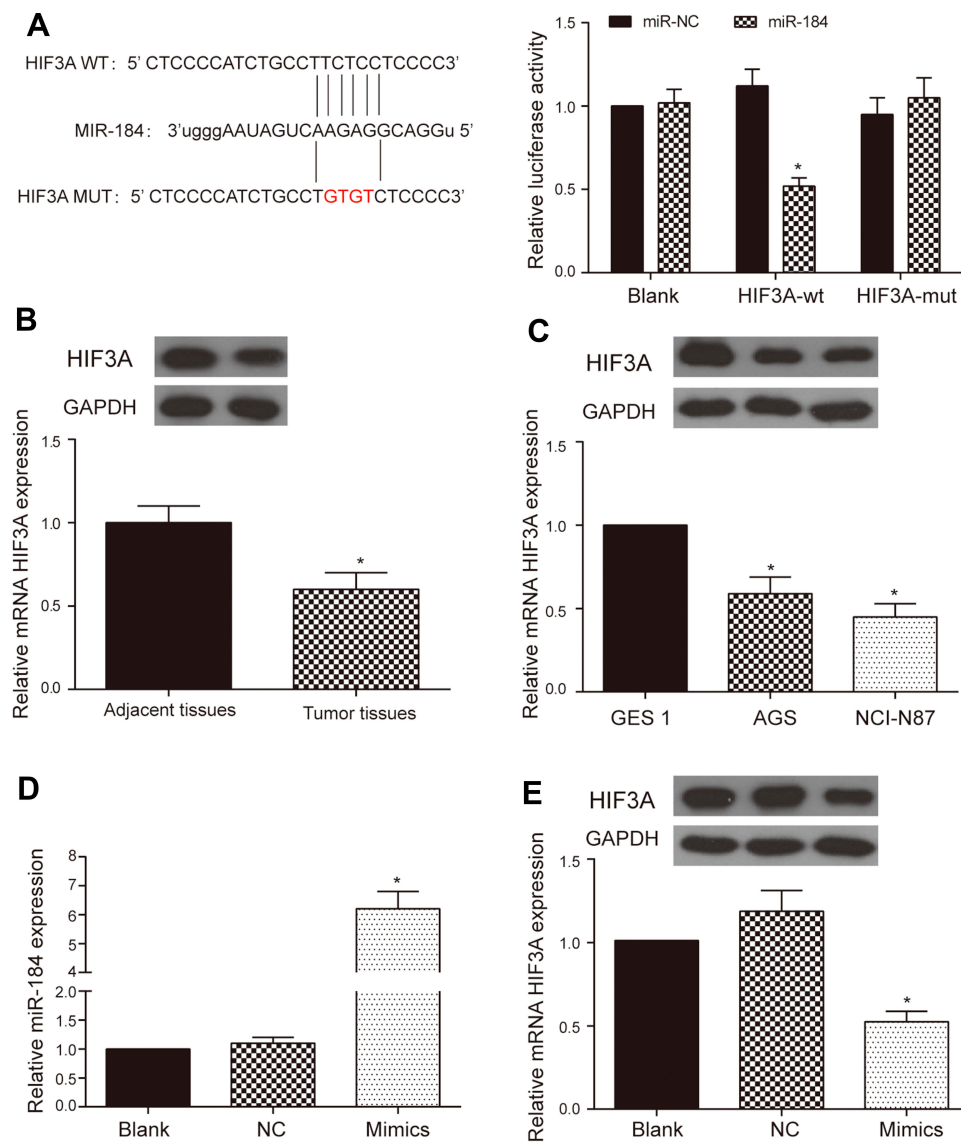 A
HIF3A WT: 5' CTCCCCATCTGCCTTCTCCTCCCC3'
MIR-184: 3'ugggAAUAGUCAAGAGGCAGGu 5'
HIF3A MUT: 5' CTCCCCATCTGCCTGTGTCTCCCC3'
miR-NC miR-184
Relative luciferase activity
1.5
1.0
0.5
0.0
*
Blank HIF3A-wt HIF3A-mut
B
HIF3A
GAPDH
Relative mRNA HIF3A expression
1.5
1.0
0.5
0.0
*
Adjacent tissues Tumor tissues
C
HIF3A
GAPDH
Relative mRNA HIF3A expression
1.5
1.0
0.5
0.0
* *
GES 1 AGS NCI-N87
D
Relative miR-184 expression
8
7
6
5
4
2.0
1.5
1.0
0.5
0.0
*
Blank NC Mimics
E
HIF3A
GAPDH
Relative mRNA HIF3A expression
1.5
1.0
0.5
0.0
*
Blank NC Mimics